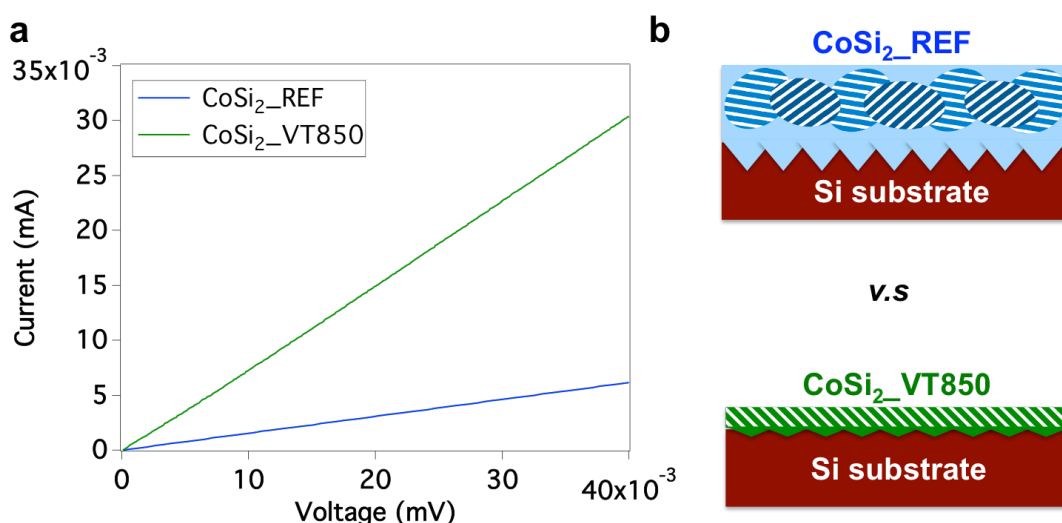 a
35x10⁻³
30
25
20
15
10
5
0
Current (mA)
CoSi₂_REF
CoSi₂_VT850
0
10
20
30
40x10⁻³
Voltage (mV)
b
CoSi₂_REF
Si substrate
v.s
CoSi₂_VT850
Si substrate